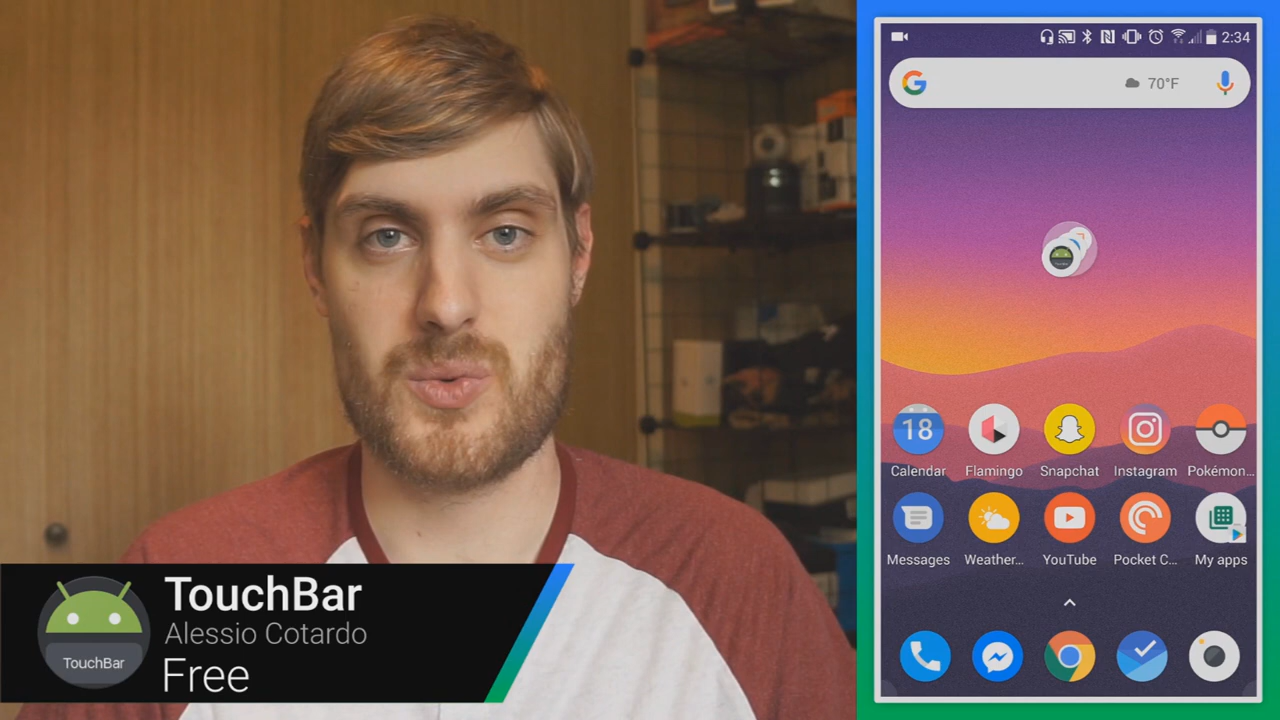 TouchBar
TouchBar
Alessio Cotardo
Free
2:34
70°F
18
Calendar
Flamingo
Snapchat
Instagram
Pokémon...
Messages
Weather...
YouTube
Pocket C...
My apps